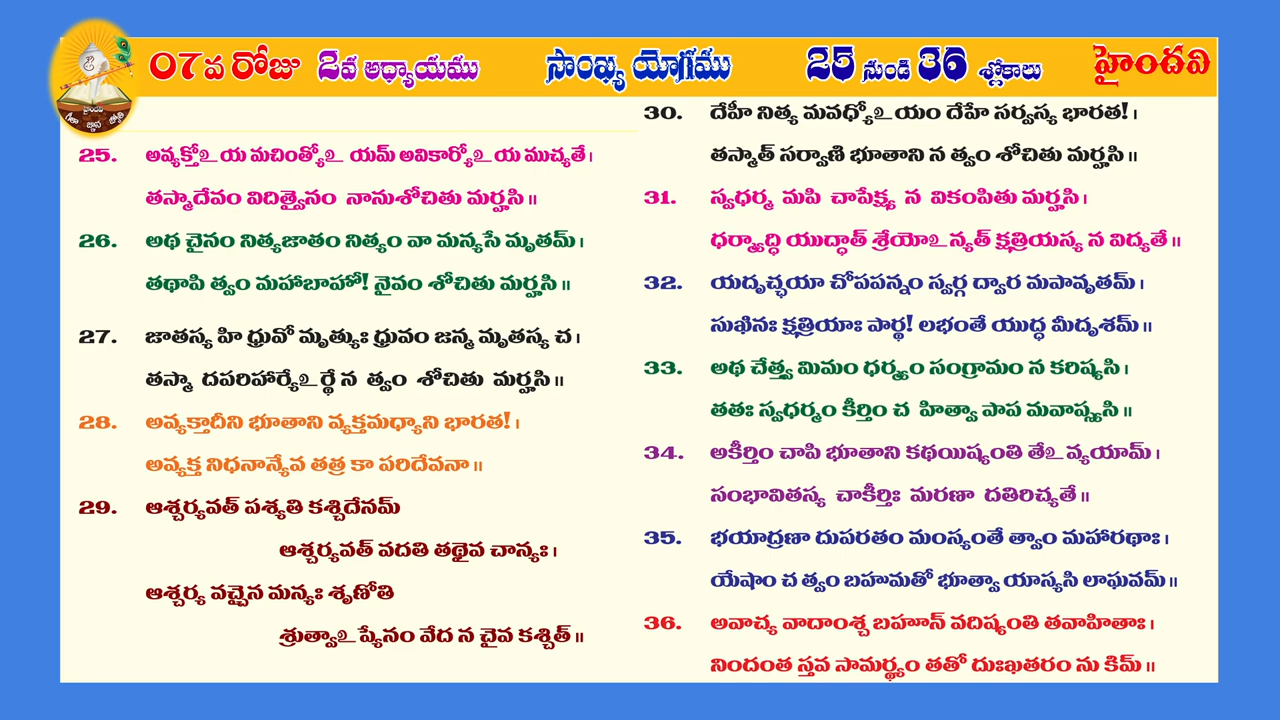 07వ రోజు 2వ అధ్యాయము సాంఖ్య యోగము 25 నుండి 36 శ్లోకాలు హైందవి
హైందవి
గీతా జ్ఞాన జ్యోతి
25. అవ్యక్తోఽ య మచింత్యోఽ యమ్ అవికార్యోఽ య ముచ్యతే।
తస్మాదేవం విదిత్వైనం నానుశోచితు మర్హసి॥
26. అథ చైనం నిత్యజాతం నిత్యం వా మన్యసే మృతమ్।
తథాపి త్వం మహాబాహో! నైవం శోచితు మర్హసి॥
27. జాతస్య హి ధ్రువో మృత్యుః ధ్రువం జన్మ మృతస్య చ।
తస్మా దపరిహార్యేఽ ర్థే న త్వం శోచితు మర్హసి॥
28. అవ్యక్తాదీని భూతాని వ్యక్తమధ్యాని భారత!।
అవ్యక్త నిధనాన్యేవ తత్ర కా పరిదేవనా॥
29. ఆశ్చర్యవత్ పశ్యతి కశ్చిదేనమ్
ఆశ్చర్యవత్ వదతి తథైవ చాన్యః।
ఆశ్చర్య వచ్చైన మన్యః శృణోతి
శ్రుత్వాఽ ప్యేనం వేద న చైవ కశ్చిత్॥
30. దేహీ నిత్య మవధ్యోఽ యం దేహే సర్వస్య భారత!।
తస్మాత్ సర్వాణి భూతాని న త్వం శోచితు మర్హసి॥
31. స్వధర్మ మపి చాపేక్ష్య న వికంపితు మర్హసి।
ధర్మ్యాద్ధి యుద్ధాత్ శ్రేయోఽ న్యత్ క్షత్రియస్య న విద్యతే॥
32. యదృచ్ఛయా చోపపన్నం స్వర్గ ద్వార మపావృతమ్।
సుఖినః క్షత్రియాః పార్థ! లభంతే యుద్ధ మీదృశమ్॥
33. అథ చేత్త్వ మిమం ధర్మ్యం సంగ్రామం న కరిష్యసి।
తతః స్వధర్మం కీర్తిం చ హిత్వా పాప మవాప్స్యసి॥
34. అకీర్తిం చాపి భూతాని కథయిష్యంతి తేఽ వ్యయామ్।
సంభావితస్య చాకీర్తిః మరణా దతిరిచ్యతే॥
35. భయాద్రణా దుపరతం మంస్యంతే త్వాం మహారథాః।
యేషాం చ త్వం బహుమతో భూత్వా యాస్యసి లాఘవమ్॥
36. అవాచ్య వాదాంశ్చ బహూన్ వదిష్యంతి తవాహితాః।
నిందంత స్తవ సామర్థ్యం తతో దుఃఖతరం ను కిమ్॥